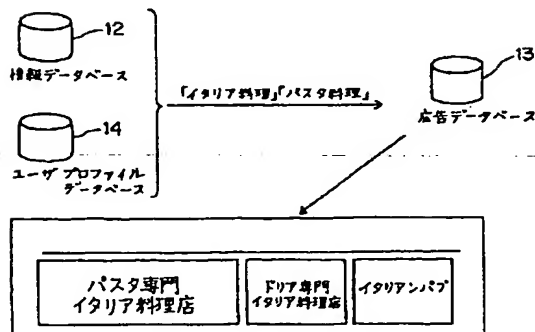 12
情報データベース
14
ユーザ プロファイル
データベース
「イタリア料理」「パスタ料理」
13
広告データベース
パスタ専門
イタリア料理店
ドリア専門
イタリア料理店
イタリアンパブ